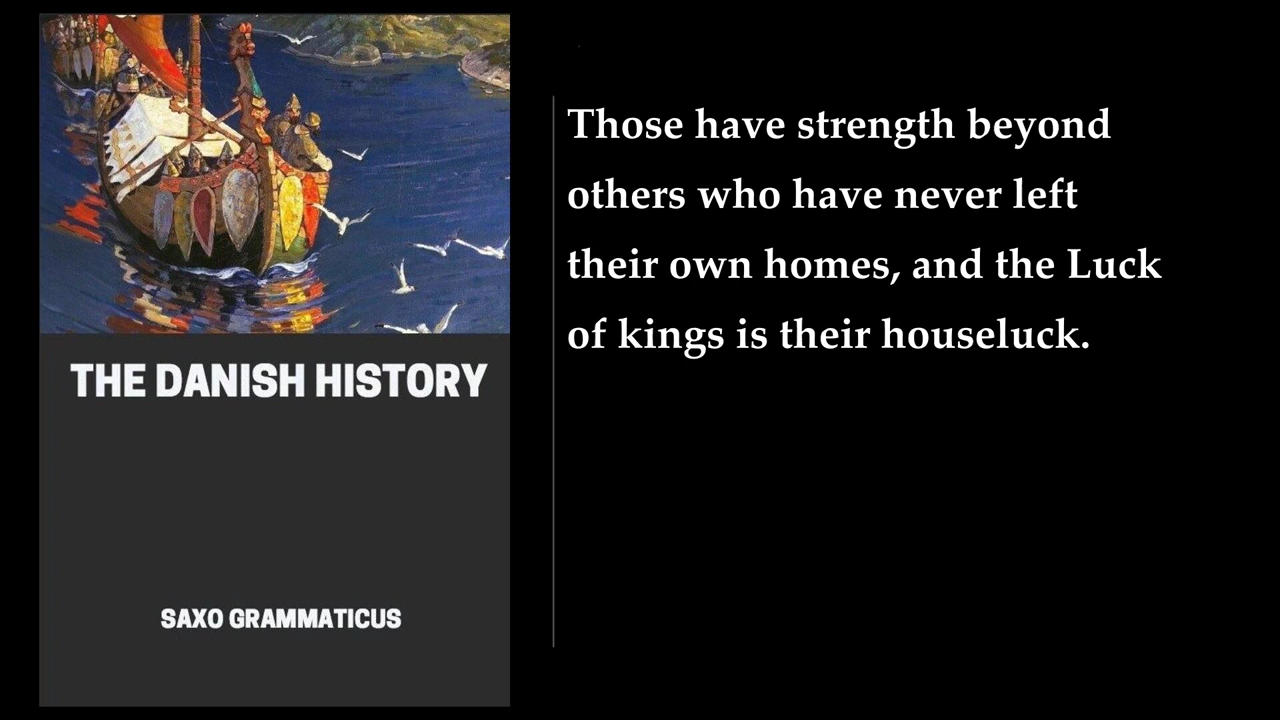 THE DANISH HISTORY
SAXO GRAMMATICUS
Those have strength beyond
others who have never left
their own homes, and the Luck
of kings is their houseluck.